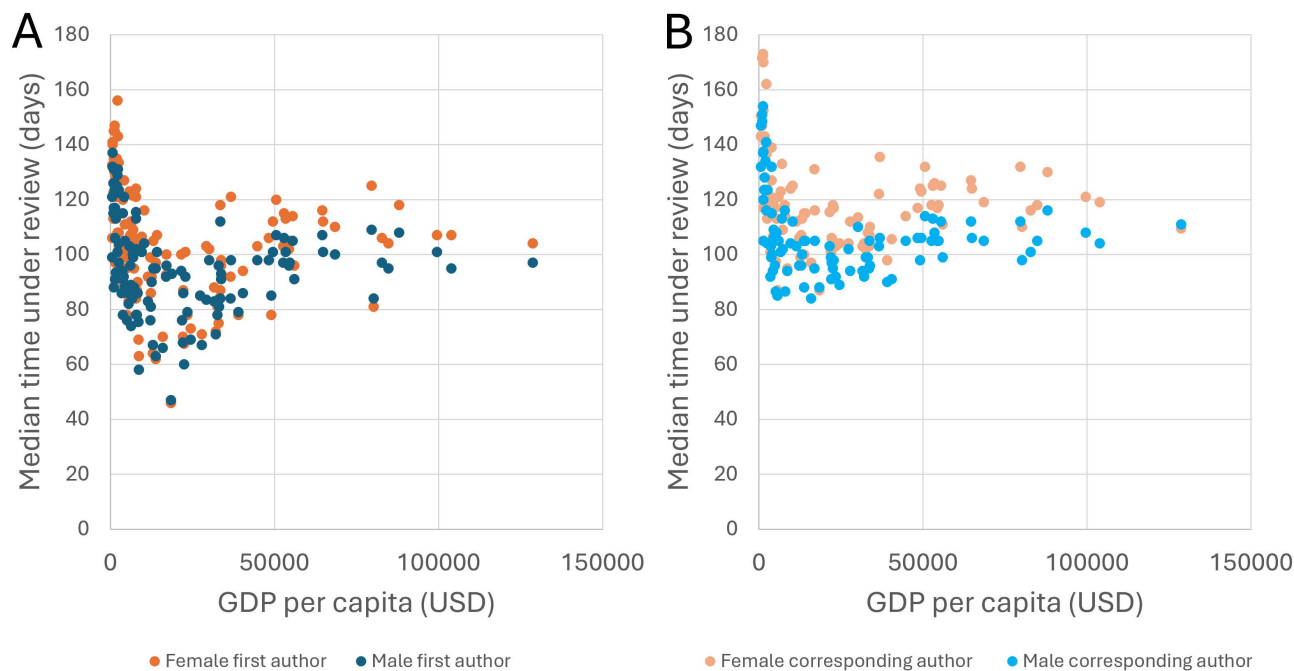 A
B
Median time under review (days)
180
160
140
120
100
80
60
40
20
0
0 50000 100000 150000
GDP per capita (USD)
Female first author Male first author
Median time under review (days)
180
160
140
120
100
80
60
40
20
0
0 50000 100000 150000
GDP per capita (USD)
Female corresponding author Male corresponding author